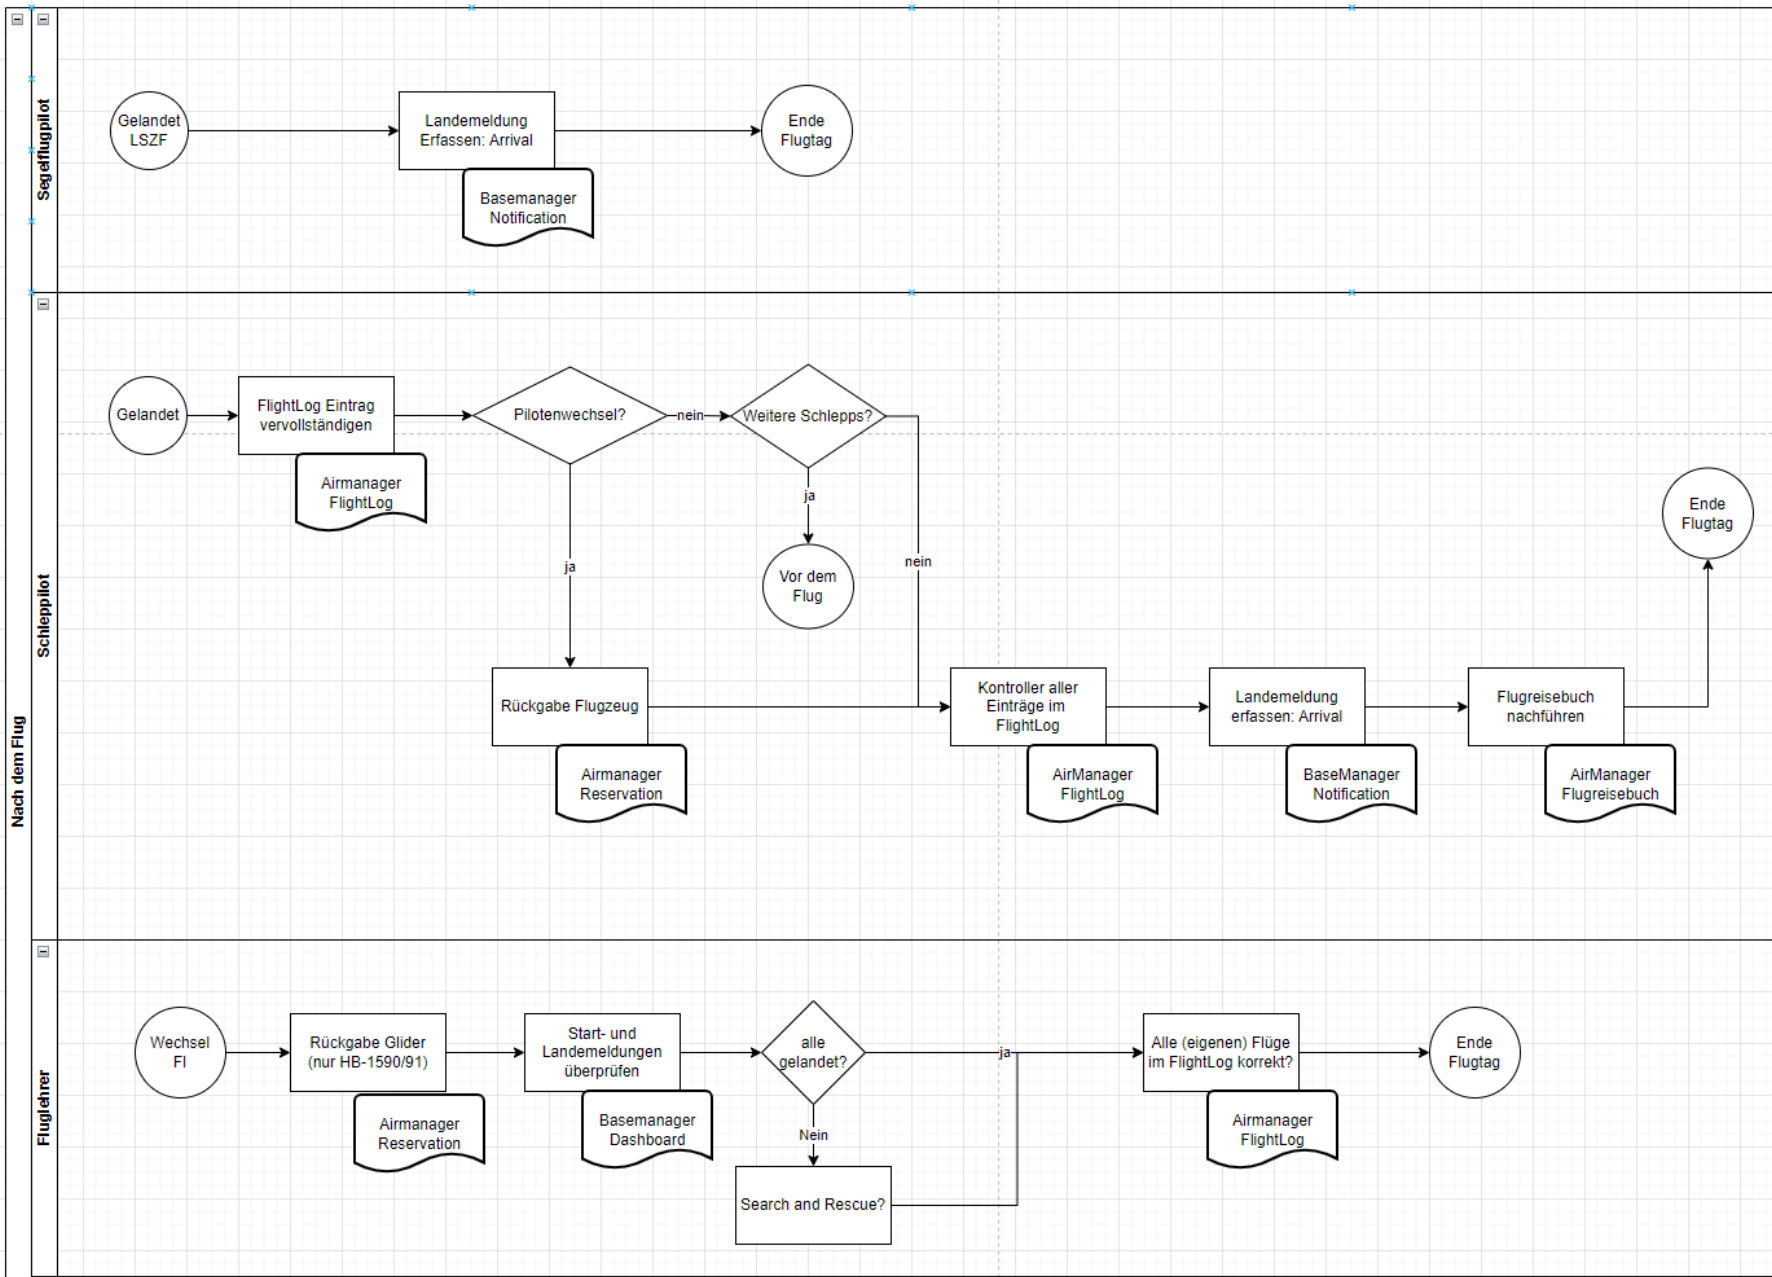 Nach dem Flug
Segelflugpilot
Gelandet
LSZF
Landemeldung
Erfassen: Arrival
Basemanager
Notification
Ende
Flugtag
Schleppilot
Gelandet
FlightLog Eintrag
vervollständigen
Airmanager
FlightLog
Pilotenwechsel?
nein
Weitere Schlepps?
ja
Vor dem
Flug
nein
ja
Rückgabe Flugzeug
Airmanager
Reservation
Kontroller aller
Einträge im
FlightLog
AirManager
FlightLog
Landemeldung
erfassen: Arrival
BaseManager
Notification
Flugreisebuch
nachführen
AirManager
Flugreisebuch
Ende
Flugtag
Fluglehrer
Wechsel
FI
Rückgabe Glider
(nur HB-1590/91)
Airmanager
Reservation
Start- und
Landemeldungen
überprüfen
Basemanager
Dashboard
alle
gelandet?
ja
Nein
Search and Rescue?
Alle (eigenen) Flüge
im FlightLog korrekt?
Airmanager
FlightLog
Ende
Flugtag